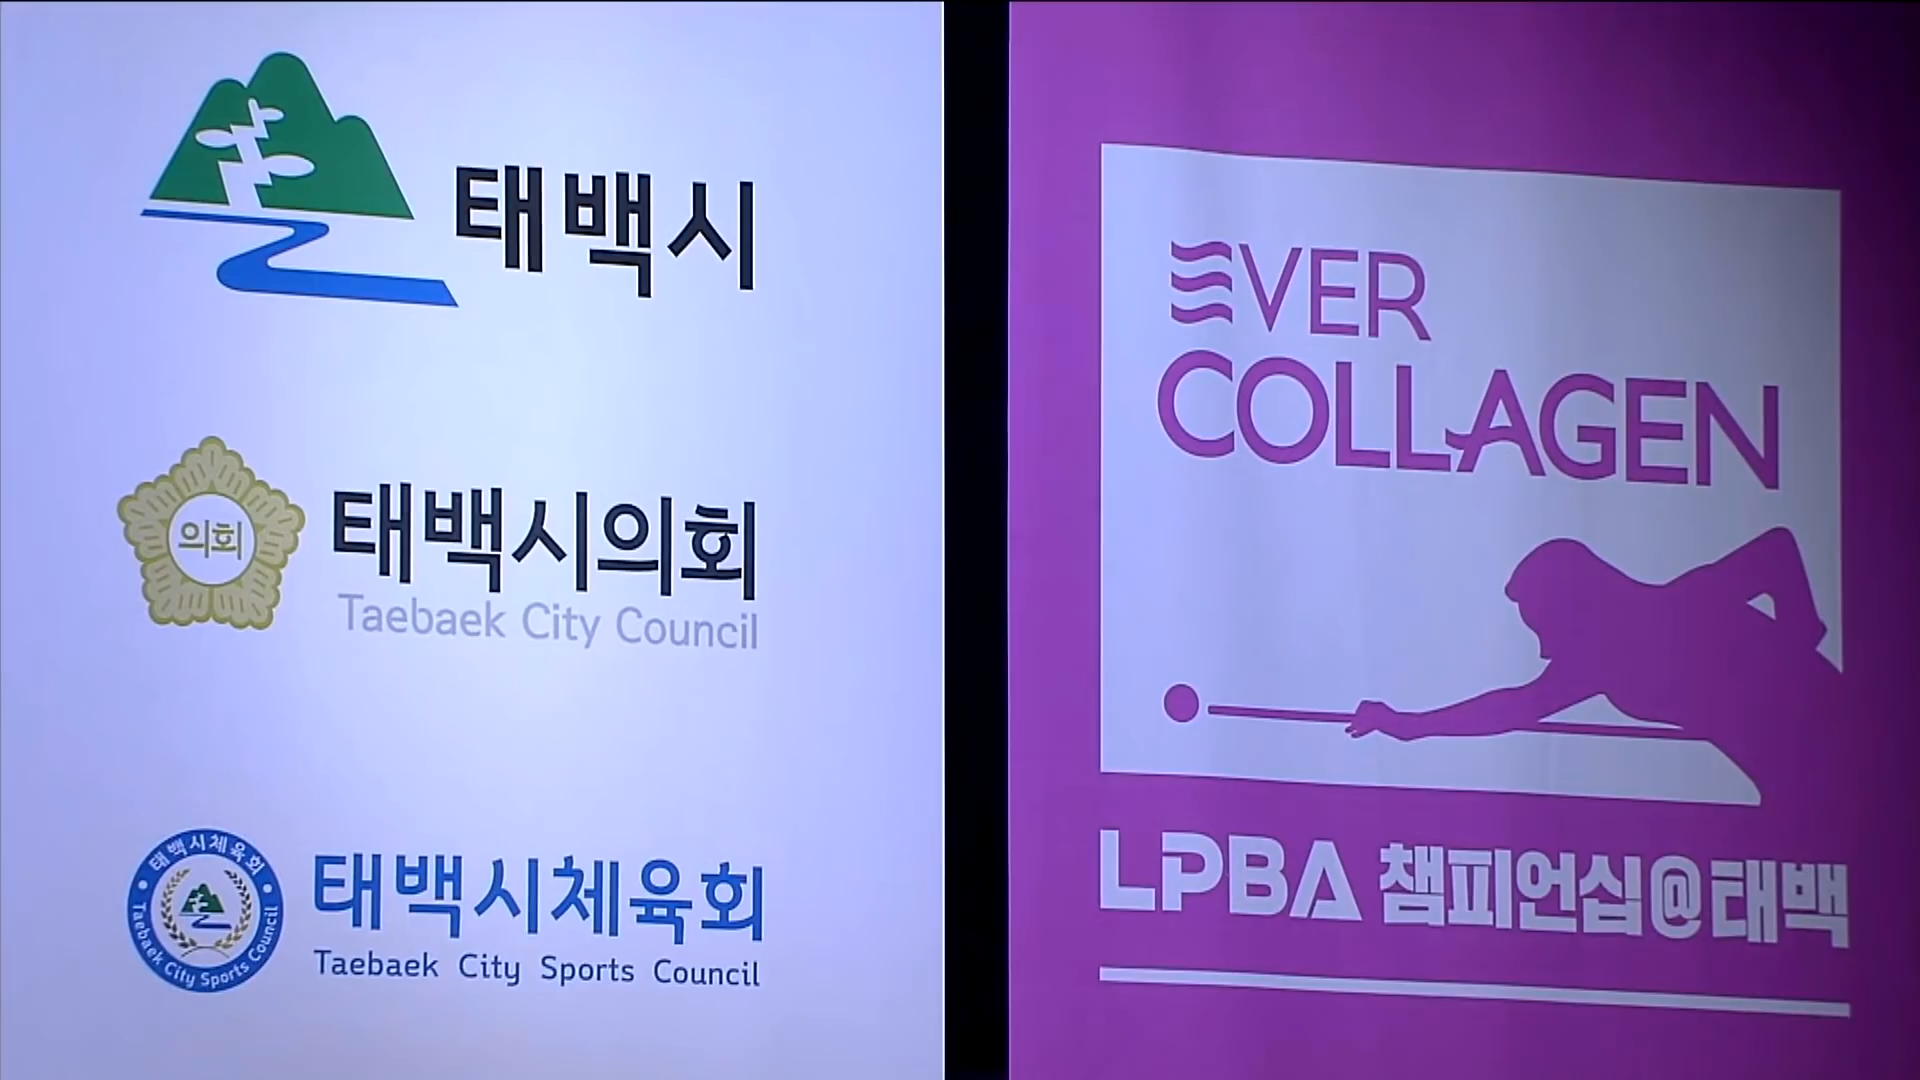 태백시
의회
태백시의회
Taebaek City Council
태백시체육회
Taebaek City Sports Council
태백시체육회
Taebaek City Sports Council
EVER
COLLAGEN
LPBA 챔피언십@태백